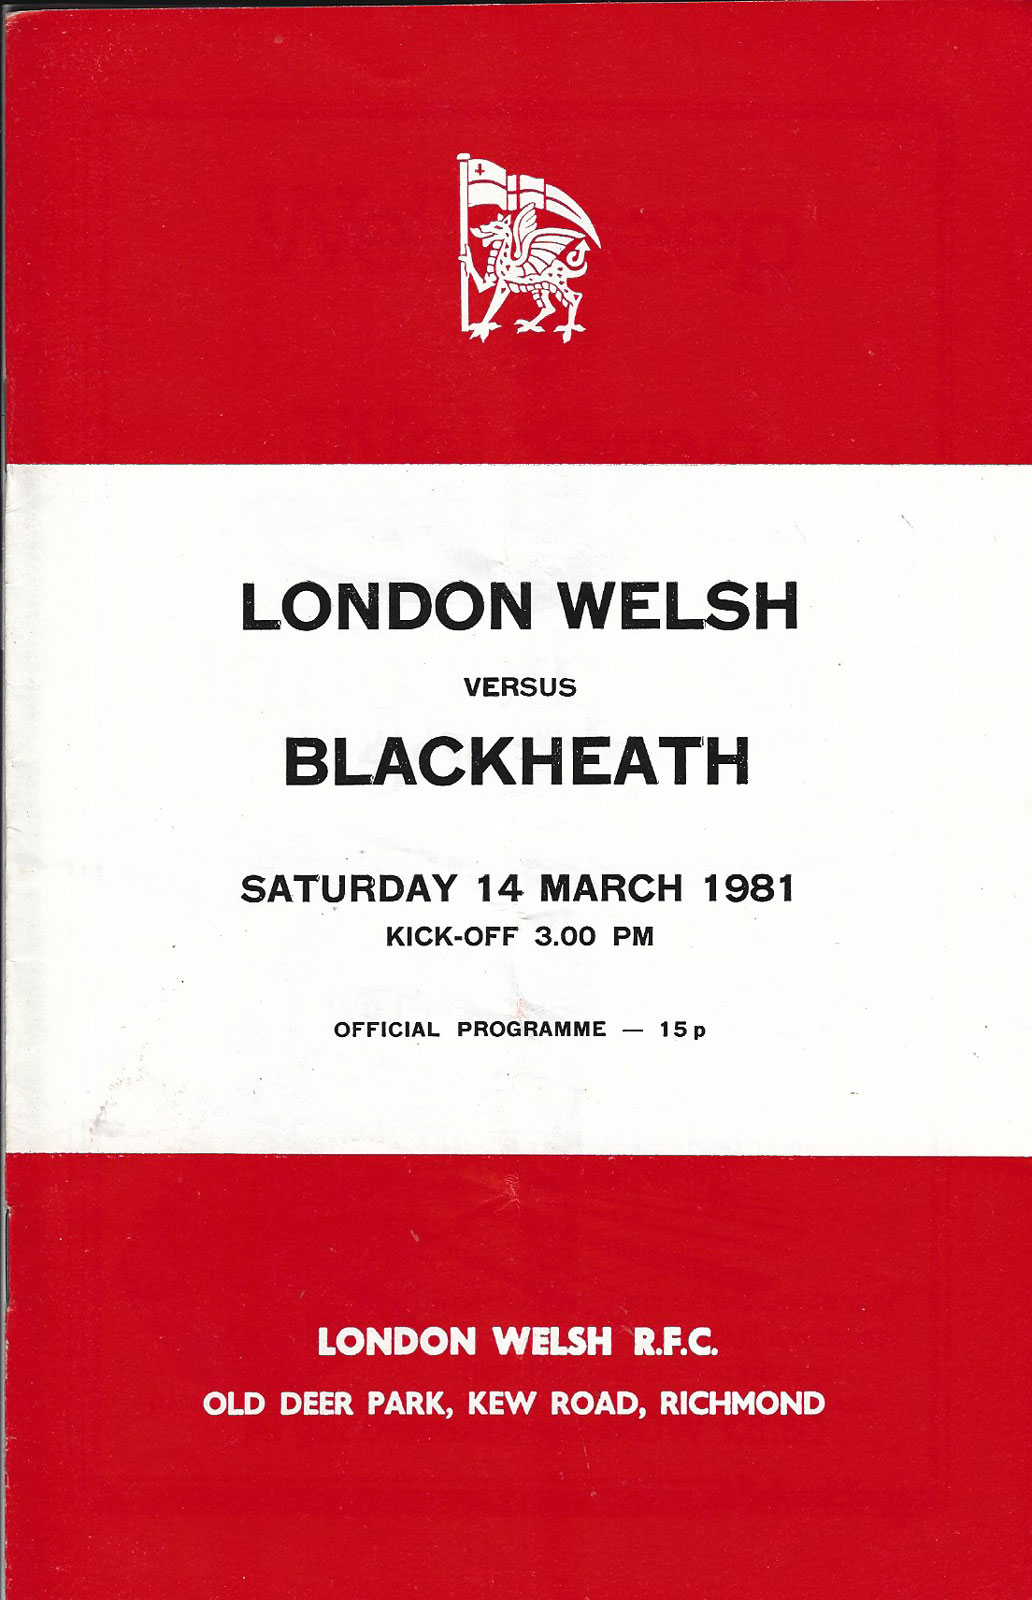 LONDON WELSH
VERSUS
BLACKHEATH
SATURDAY 14 MARCH 1981
KICK-OFF 3.00 PM
OFFICIAL PROGRAMME — 15p
LONDON WELSH R.F.C.
OLD DEER PARK, KEW ROAD, RICHMOND